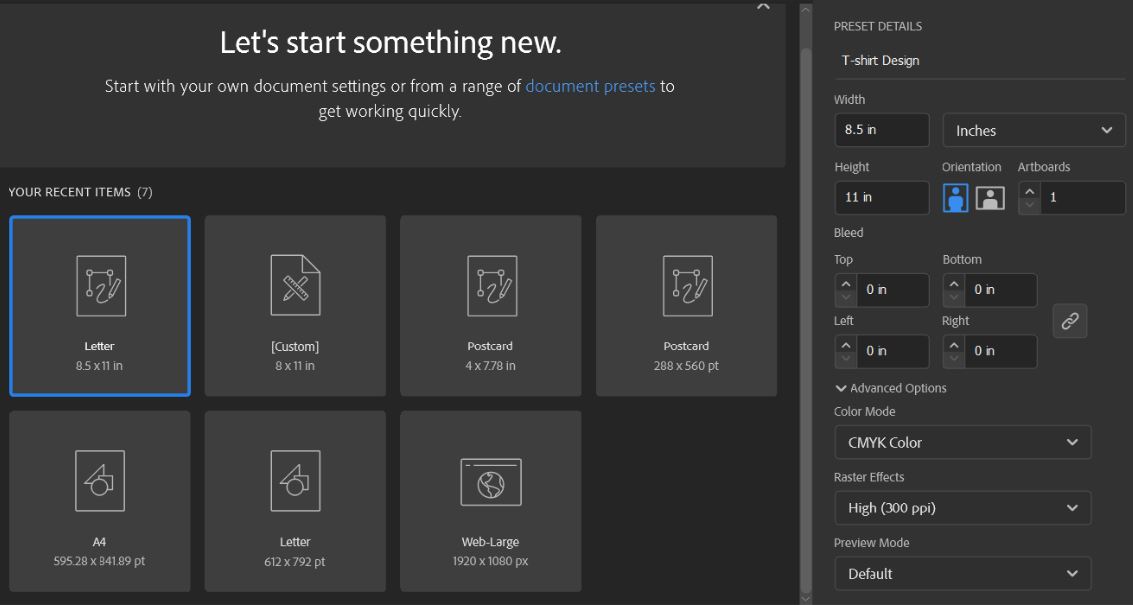 Let's start something new.
Start with your own document settings or from a range of document presets to
get working quickly.
YOUR RECENT ITEMS (7)
Letter
8.5 x 11 in
[Custom]
8 x 11 in
Postcard
4 x 7.78 in
Postcard
288 x 560 pt
A4
595.28 x 841.89 pt
Letter
612 x 792 pt
Web-Large
1920 x 1080 px
PRESET DETAILS
T-shirt Design
Width
8.5 in
Inches
Height
Orientation
Artboards
11 in
1
Bleed
Top
Bottom
0 in
0 in
Left
Right
0 in
0 in
Advanced Options
Color Mode
CMYK Color
Raster Effects
High (300 ppi)
Preview Mode
Default